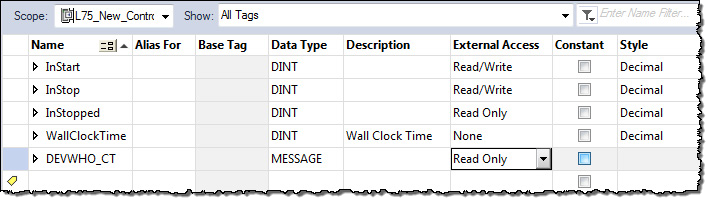 Scope: L75_New_Contro Show: All Tags Enter Name Filter...
Name Alias For Base Tag Data Type Description External Access Constant Style
InStart DINT Read/Write Decimal
InStop DINT Read/Write Decimal
InStopped DINT Read Only Decimal
WallClockTime DINT Wall Clock Time None Decimal
DEVWHO_CT MESSAGE Read Only